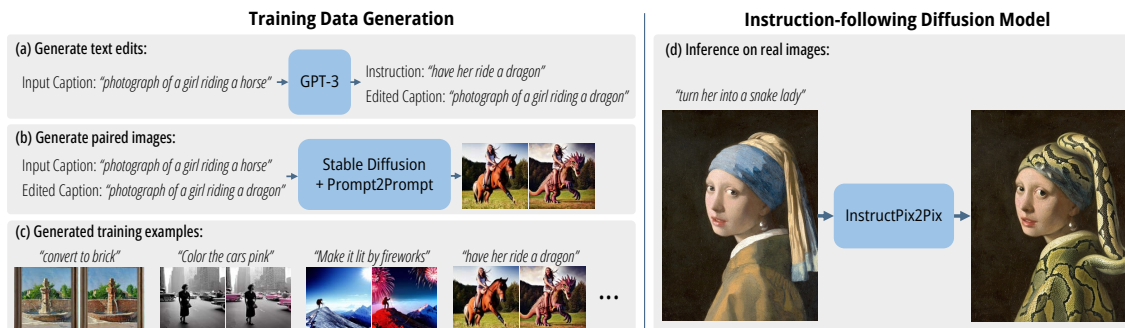 Training Data Generation
(a) Generate text edits:
Input Caption: “photograph of a girl riding a horse”
GPT-3
Instruction: “have her ride a dragon”
Edited Caption: “photograph of a girl riding a dragon”
(b) Generate paired images:
Input Caption: “photograph of a girl riding a horse”
Edited Caption: “photograph of a girl riding a dragon”
Stable Diffusion
+ Prompt2Prompt
(c) Generated training examples:
“convert to brick”
“Color the cars pink”
“Make it lit by fireworks”
“have her ride a dragon”
...
Instruction-following Diffusion Model
(d) Inference on real images:
“turn her into a snake lady”
InstructPix2Pix